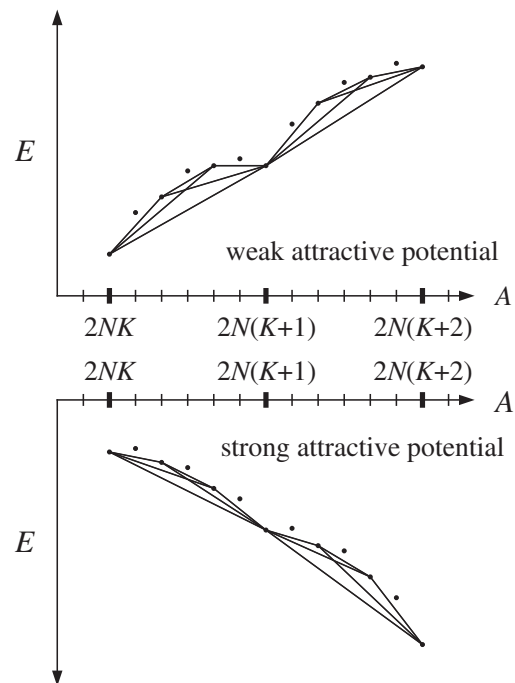 E
weak attractive potential
A
2NK 2N(K+1) 2N(K+2)
2NK 2N(K+1) 2N(K+2)
A
strong attractive potential
E